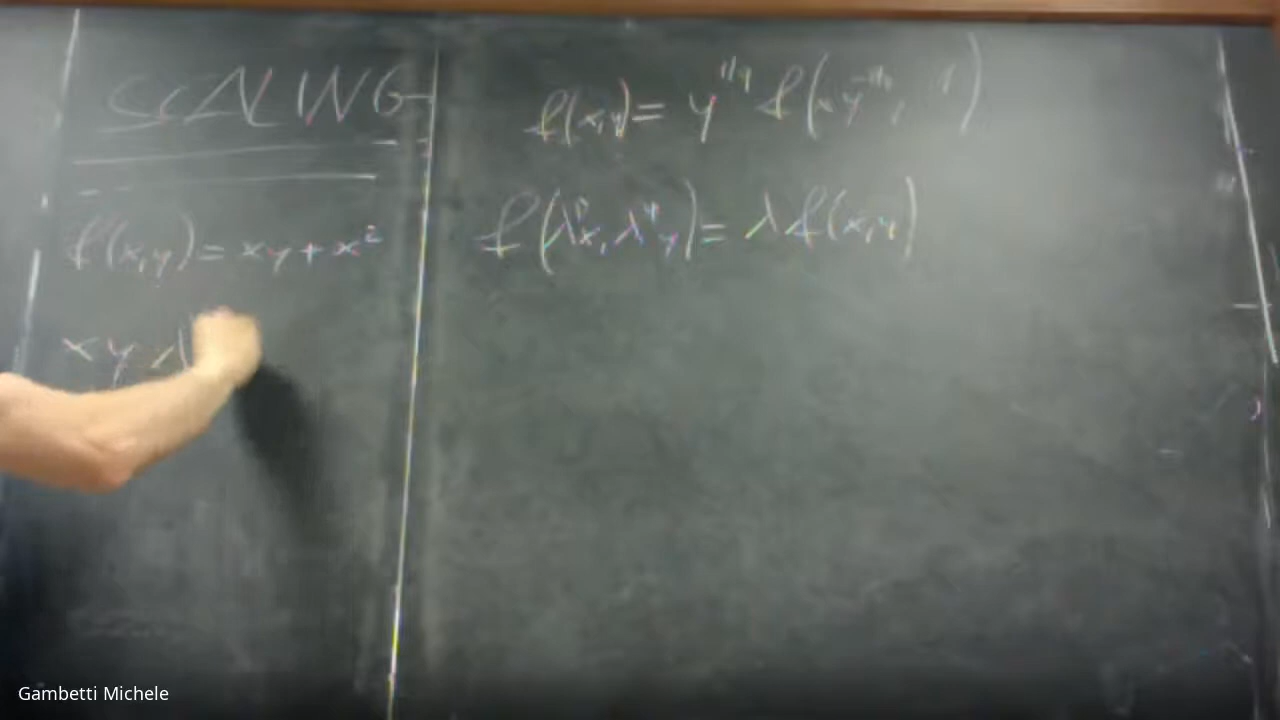 SCALING
f(x,y) = xy + x²
xy
f(x,y) = y^{1/q} f(x y^{-p/q},
f(λ^p x, λ^q y) = λ f(x,y)
Gambetti Michele